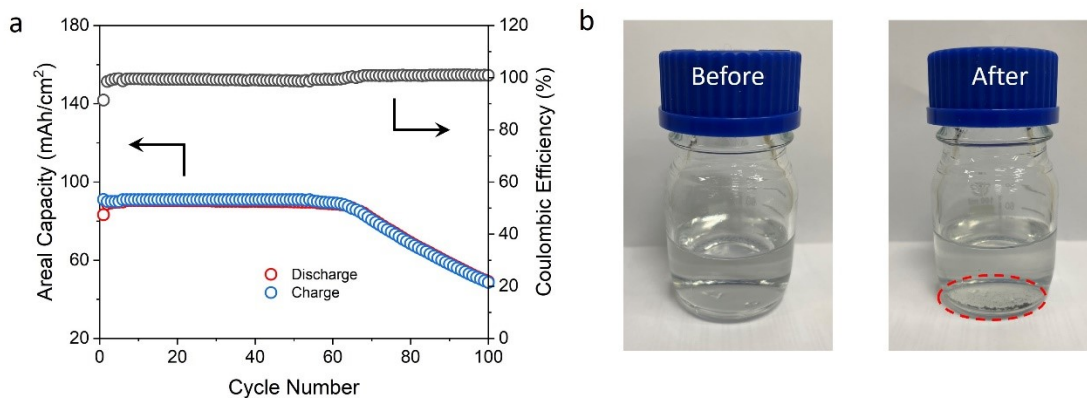 a
180
140
100
60
20
Areal Capacity (mAh/cm²)
120
100
80
60
40
20
0
Coulombic Efficiency (%)
Discharge
Charge
0
20
40
60
80
100
Cycle Number
b
Before
After